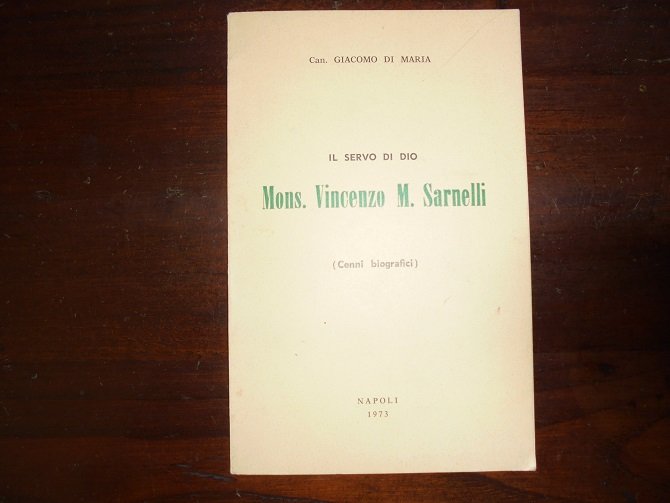 Can. GIACOMO DI MARIA
IL SERVO DI DIO
Mons. Vincenzo M. Sarnelli
(Cenni biografici)
NAPOLI
1973